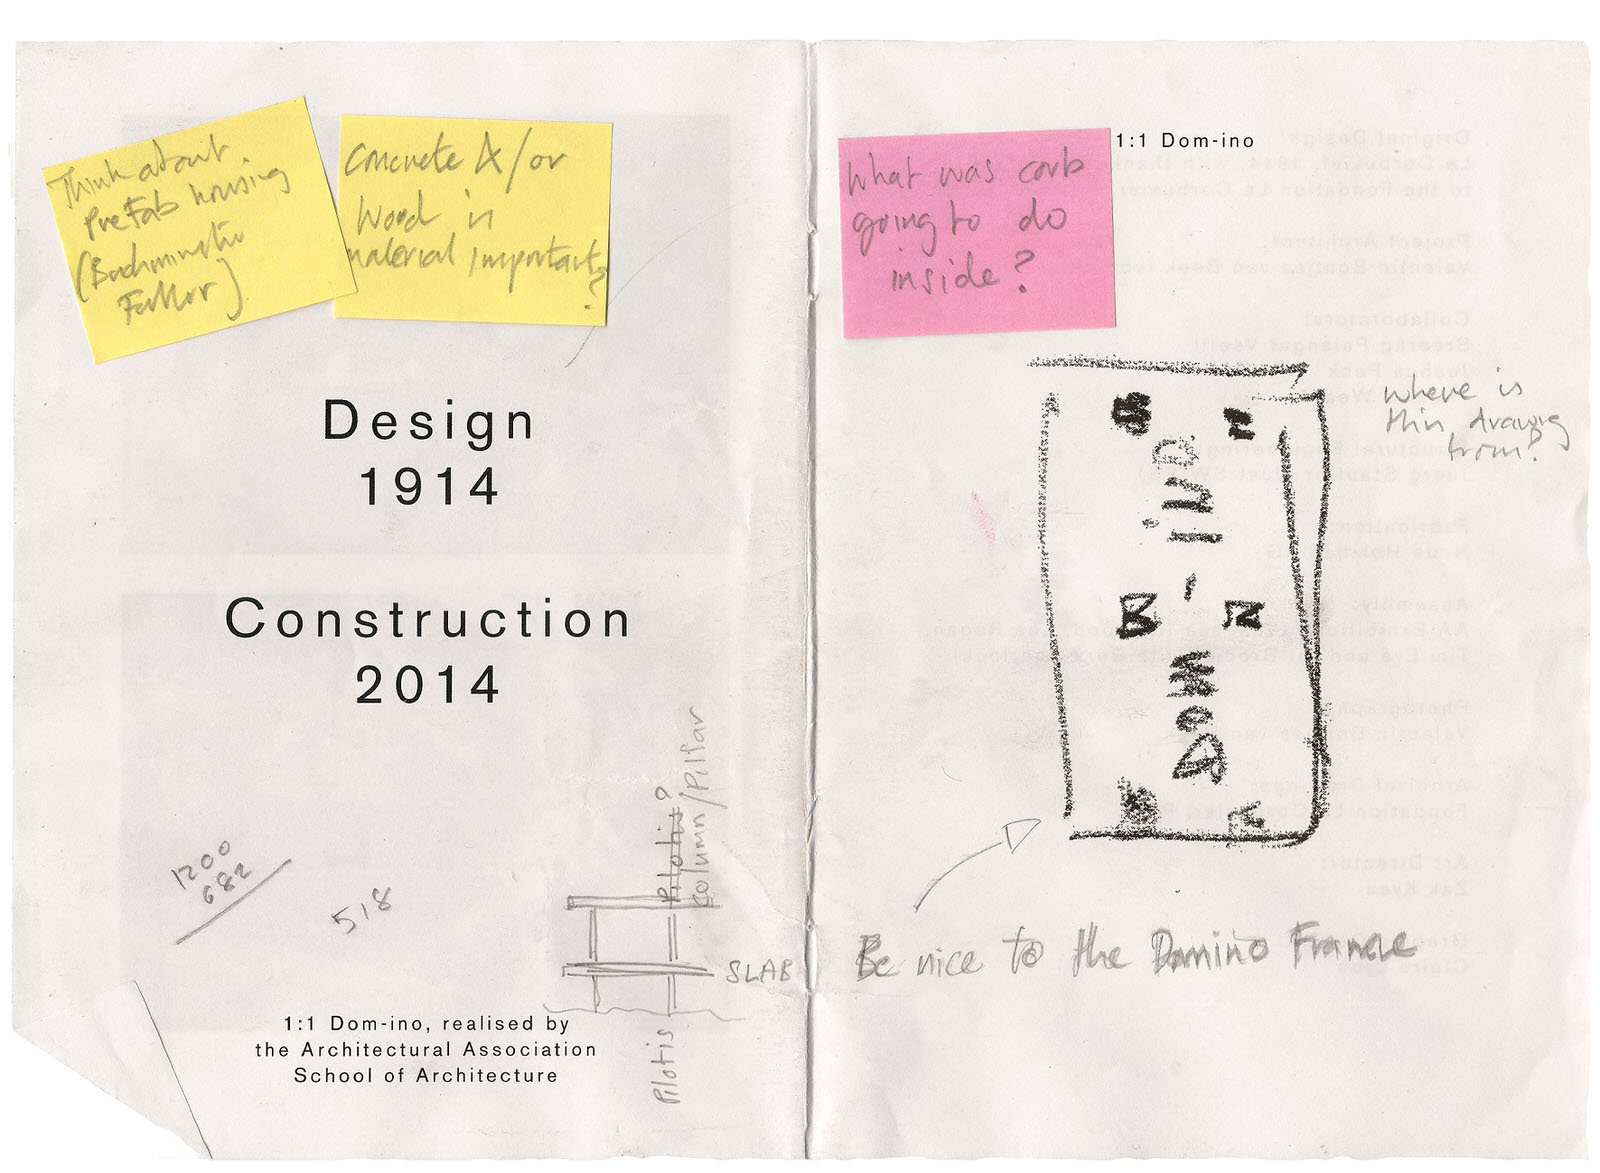 Think about
Prefab housing
(Buckminster
Fuller)
Concrete &/or
Wood is
material important?
Design
1914
Construction
2014
1200
682
518
Pilotis?
Column/Pillar
SLAB
Pilotis
1:1 Dom-ino, realised by
the Architectural Association
School of Architecture
What was corb
going to do
inside?
1:1 Dom-ino
where is
this drawing
from?
Be nice to the Domino Frame